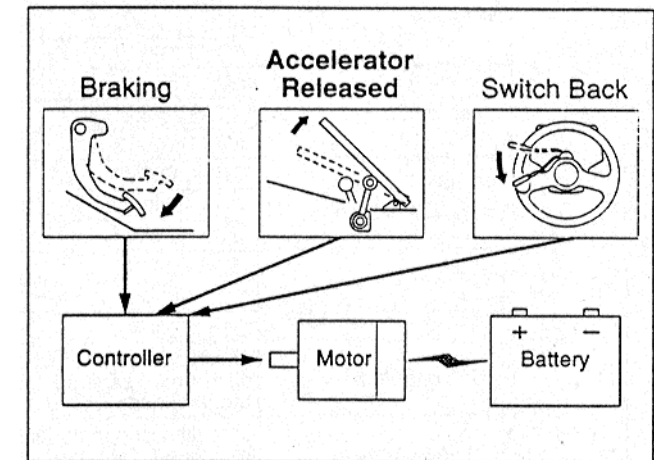 Braking
Accelerator
Released
Switch Back
Controller
Motor
+ −
Battery